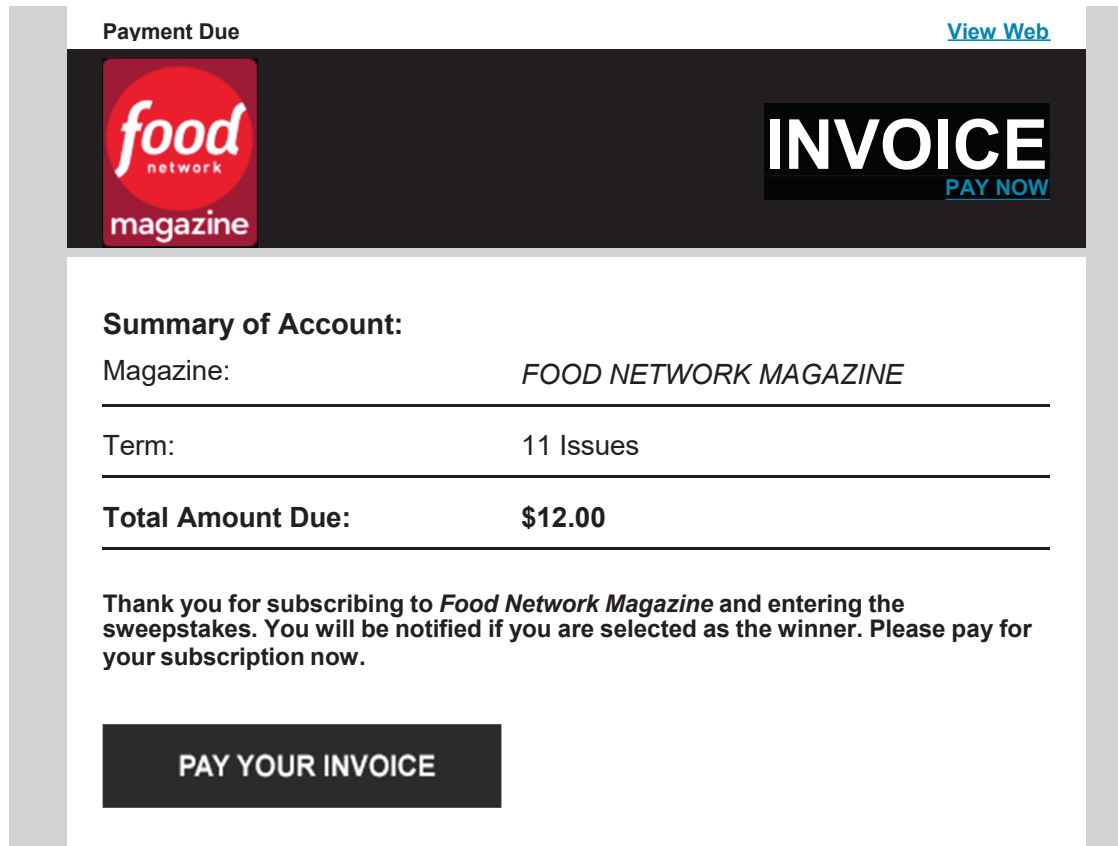 Payment Due
View Web
food
network
magazine
INVOICE
PAY NOW
Summary of Account:
Magazine: FOOD NETWORK MAGAZINE
Term: 11 Issues
Total Amount Due: $12.00
Thank you for subscribing to Food Network Magazine and entering the
sweepstakes. You will be notified if you are selected as the winner. Please pay for
your subscription now.
PAY YOUR INVOICE